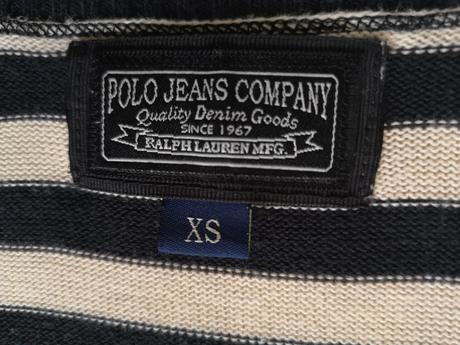 POLO JEANS COMPANY
Quality Denim Goods
SINCE 1967
RALPH LAUREN MFG.
XS